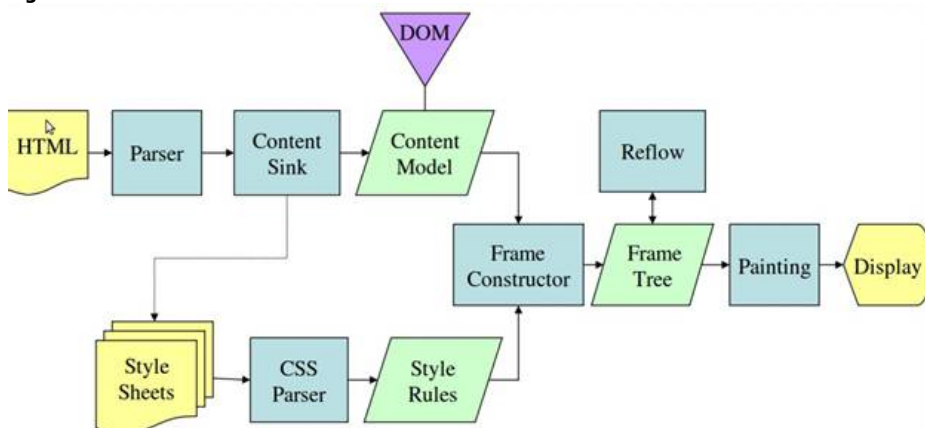 DOM
HTML
Parser
Content
Sink
Content
Model
Reflow
Frame
Constructor
Frame
Tree
Painting
Display
Style
Sheets
CSS
Parser
Style
Rules